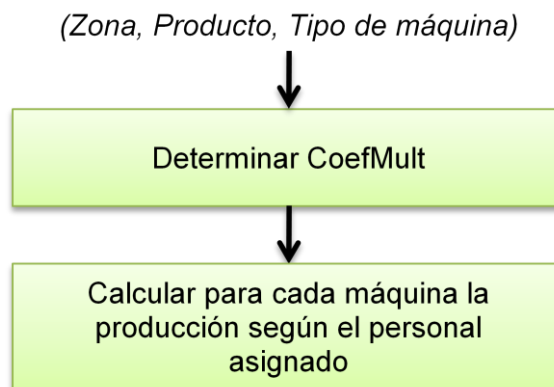 (Zona, Producto, Tipo de máquina)
Determinar CoefMult
Calcular para cada máquina la
producción según el personal
asignado